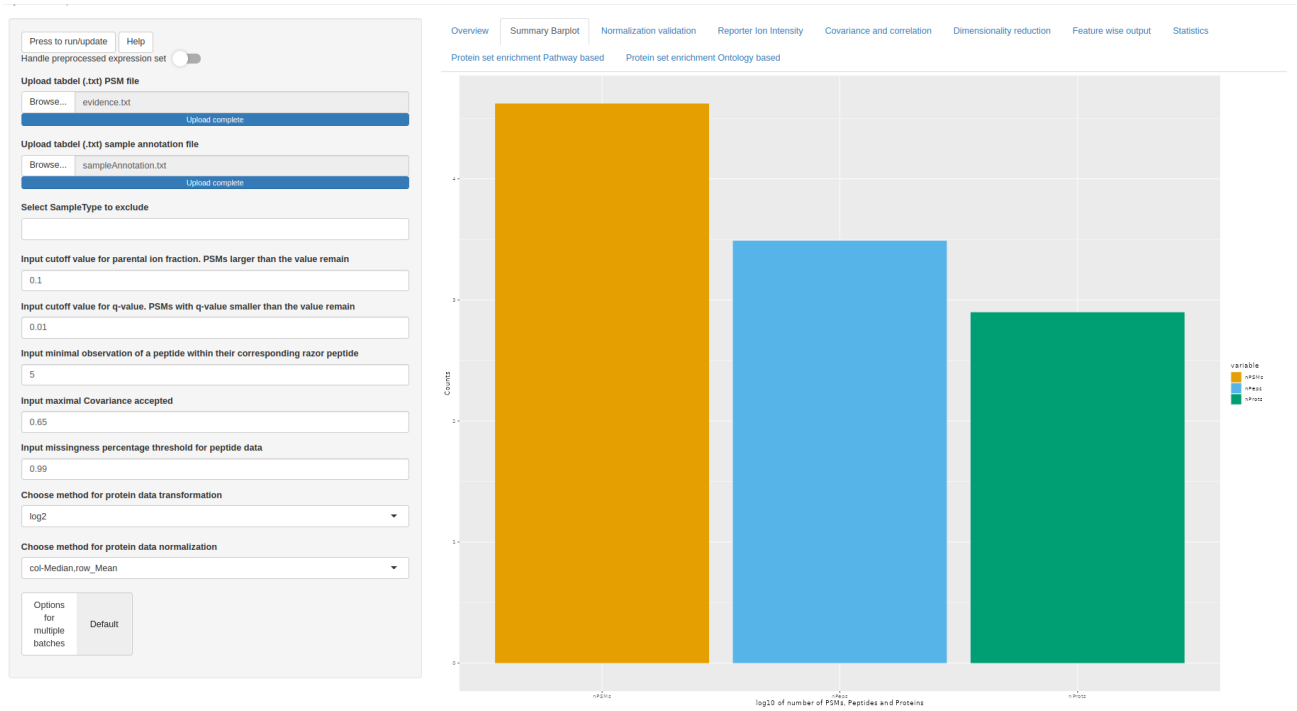 Press to run/update Help
Handle preprocessed expression set
Upload tabdel (.txt) PSM file
Browse... evidence.txt
Upload complete
Upload tabdel (.txt) sample annotation file
Browse... sampleAnnotation.txt
Upload complete
Select SampleType to exclude
Input cutoff value for parental ion fraction. PSMs larger than the value remain
0.1
Input cutoff value for q-value. PSMs with q-value smaller than the value remain
0.01
Input minimal observation of a peptide within their corresponding razor peptide
5
Input maximal Covariance accepted
0.65
Input missingness percentage threshold for peptide data
0.99
Choose method for protein data transformation
log2
Choose method for protein data normalization
col-Median,row_Mean
Options
for
multiple
batches
Default
Overview Summary Barplot Normalization validation Reporter Ion Intensity Covariance and correlation Dimensionality reduction Feature wise output Statistics
Protein set enrichment Pathway based Protein set enrichment Ontology based
4
3
2
1
0
Counts
nPSMs nPeps nProts
log10 of number of PSMs, Peptides and Proteins
variable
nPSMs
nPeps
nProts